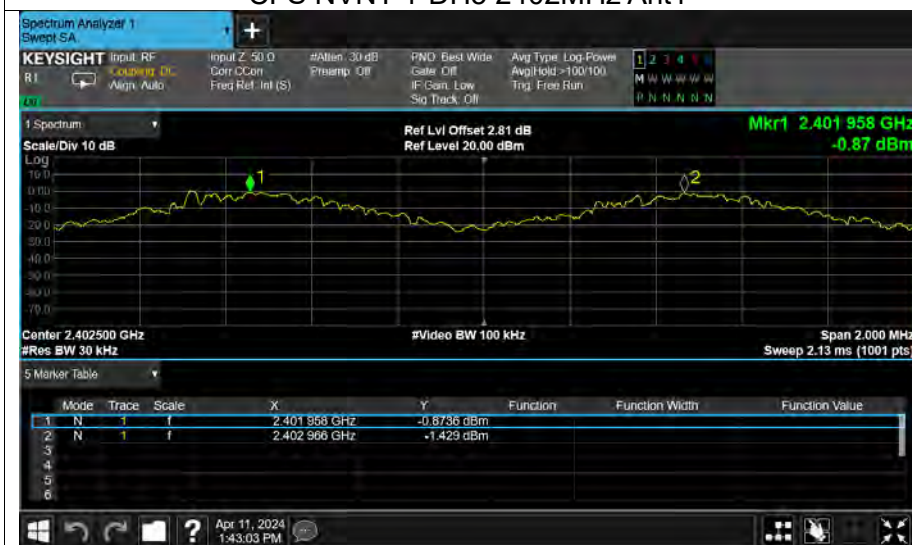 CFS NVNT 1-DH5 2402MHz Ant1
Spectrum Analyzer 1
Swept SA
+
KEYSIGHT Input: RF Input Z: 50 Ω #Atten: 30 dB PNO: Best Wide Avg Type: Log-Power 1 2 3 4
Coupling: DC Corr CCorr Preamp: Off Gate: Off Avg|Hold:>100/100 M W W W W W
Align: Auto Freq Ref: Int (S) IF Gain: Low Trig: Free Run
Sig Track: Off P N N N N N
1 Spectrum
Ref Lvl Offset 2.81 dB Mkr1 2.401 958 GHz
Scale/Div 10 dB Ref Level 20.00 dBm -0.87 dBm
Log
10.0
0.00
-10.0
-20.0
-30.0
-40.0
-50.0
-60.0
-70.0
1
2
Center 2.402500 GHz #Video BW 100 kHz Span 2.000 MHz
#Res BW 30 kHz Sweep 2.13 ms (1001 pts)
5 Marker Table
Mode Trace Scale X Y Function Function Width Function Value
1 N 1 f 2.401 958 GHz -0.8736 dBm
2 N 1 f 2.402 966 GHz -1.429 dBm
3
4
5
6
? Apr 11, 2024
1:43:03 PM